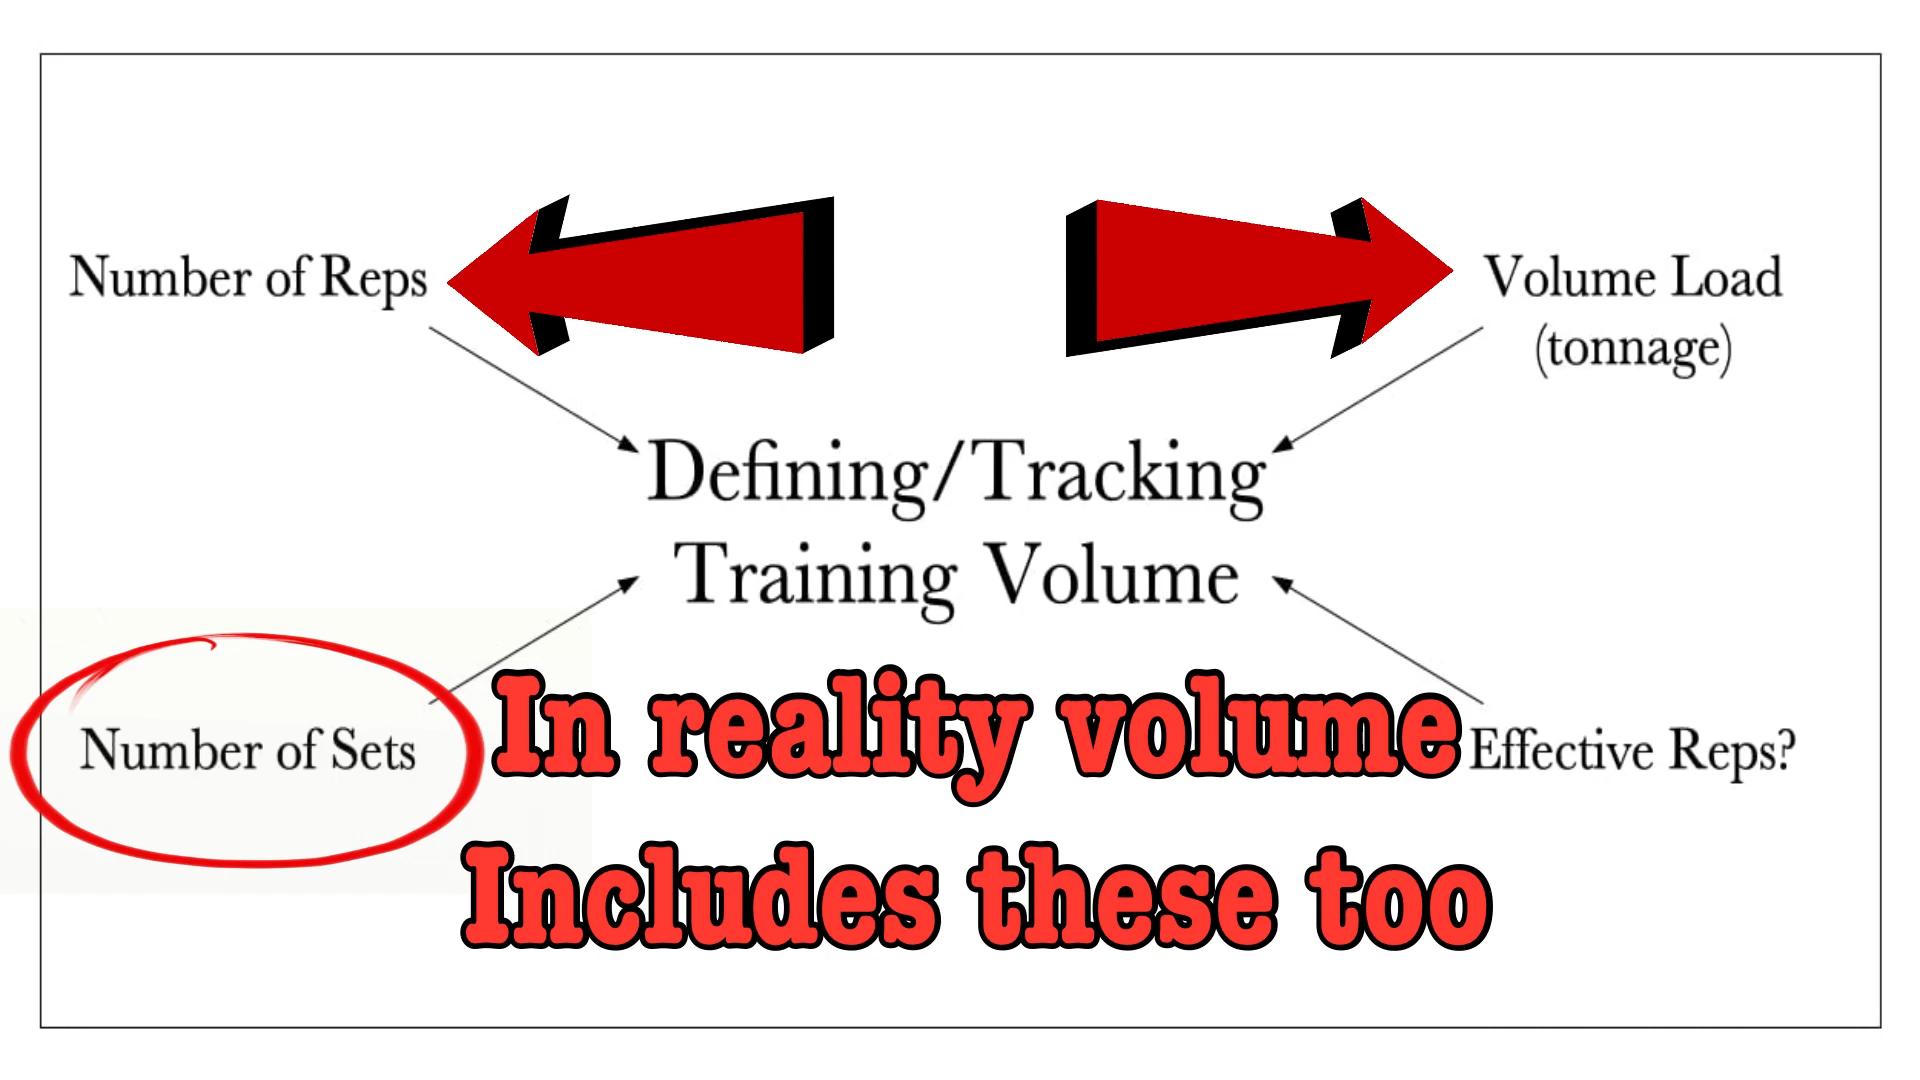 Number of Reps
Volume Load
(tonnage)
Defining/Tracking
Training Volume
Number of Sets
In reality volume
Effective Reps?
Includes these too